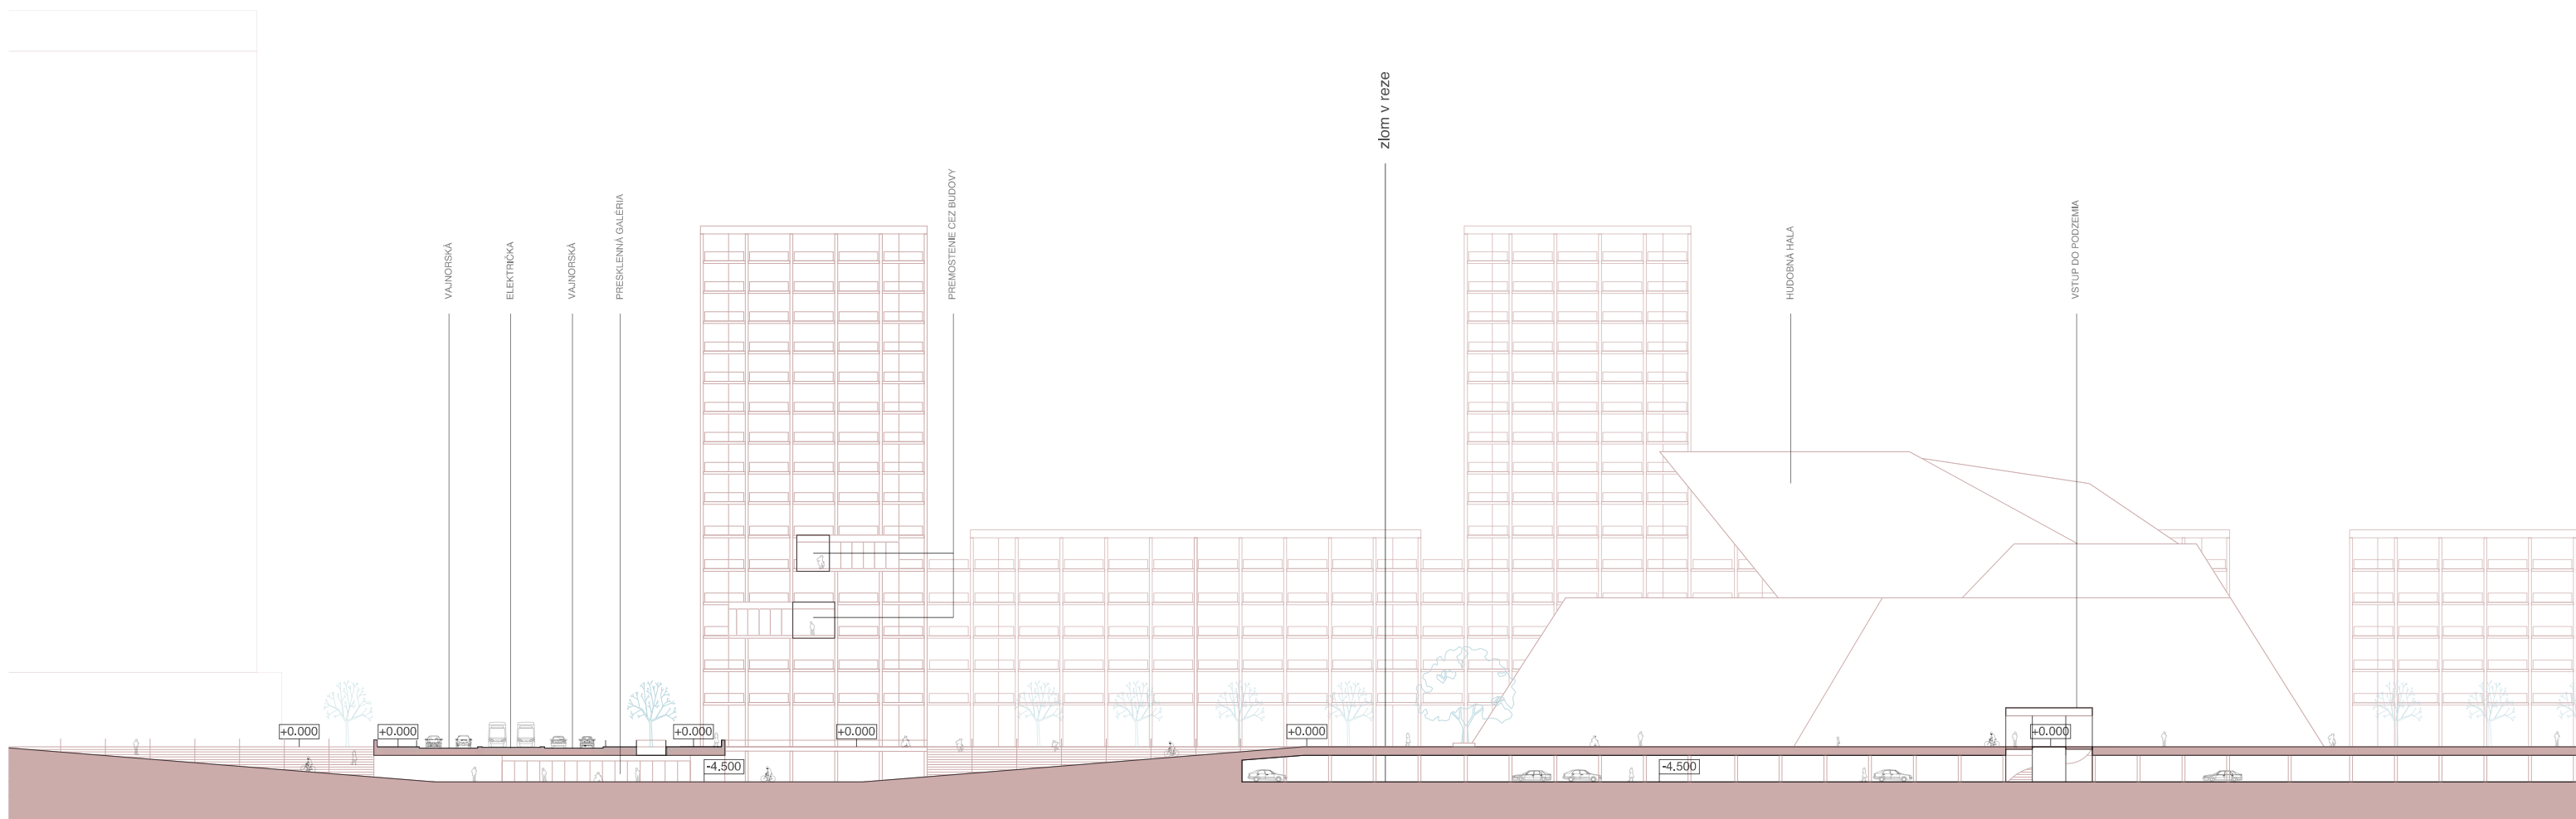 VAJNORSKÁ
ELEKTRIČKA
VAJNORSKÁ
PRESSKLENNÁ GALÉRIA
PREMOSTENIE CEZ BUDOVY
zlom v reze
HUDOBNÁ HALA
VSTUP DO PODZEMIA
+0.000
+0.000
+0.000
+0.000
+0.000
+0.000
-4.500
-4.500